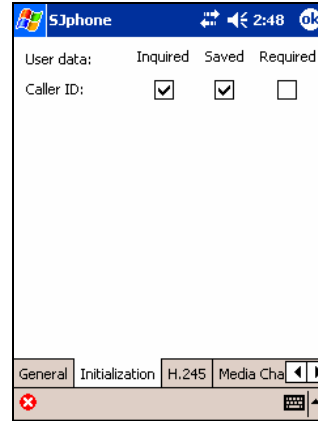 SJphone 2:48 ok
User data: Inquired Saved Required
Caller ID:
General Initialization H.245 Media Cha